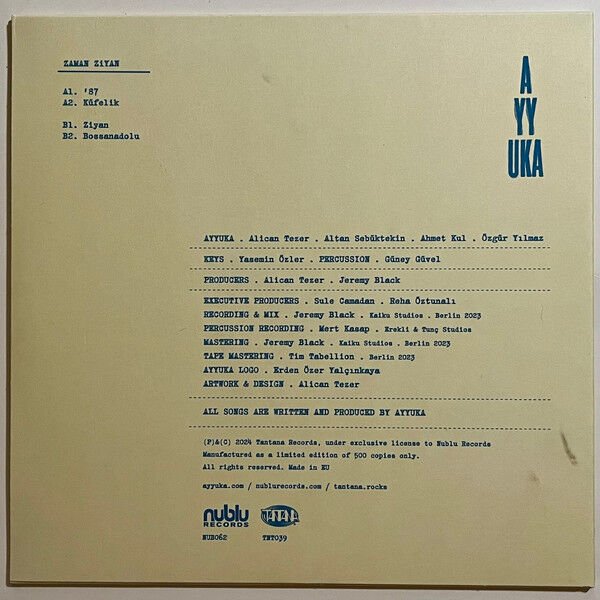 ZAMAN ZiYAN
A1. '87
A2. Küfelik
B1. Ziyan
B2. Bossanadolu
A
YY
UKA
AYYUKA . Alican Tezer . Altan Sebüktekin . Ahmet Kul . Özgür Yılmaz
KEYS . Yasemin Özler . PERCUSSION . Güney Güvel
PRODUCERS . Alican Tezer . Jeremy Black
EXECUTIVE PRODUCERS . Sule Camadan . Reha Öztunalı
RECORDING & MIX . Jeremy Black . Kaiku Studios . Berlin 2023
PERCUSSION RECORDING . Mert Kasap . Erekli & Tunç Studios
MASTERING . Jeremy Black . Kaiku Studios . Berlin 2023
TAPE MASTERING . Tim Tabellion . Berlin 2023
AYYUKA LOGO . Erden Özer Yalçınkaya
ARTWORK & DESIGN . Alican Tezer
ALL SONGS ARE WRITTEN AND PRODUCED BY AYYUKA
(P)&(C) 2024 Tantana Records, under exclusive license to Nublu Records
Manufactured as a limited edition of 500 copies only.
All rights reserved. Made in EU
ayyuka.com / nublurecords.com / tantana.rocks
nublu TANTANA
RECORDS
NUB062 TNT039